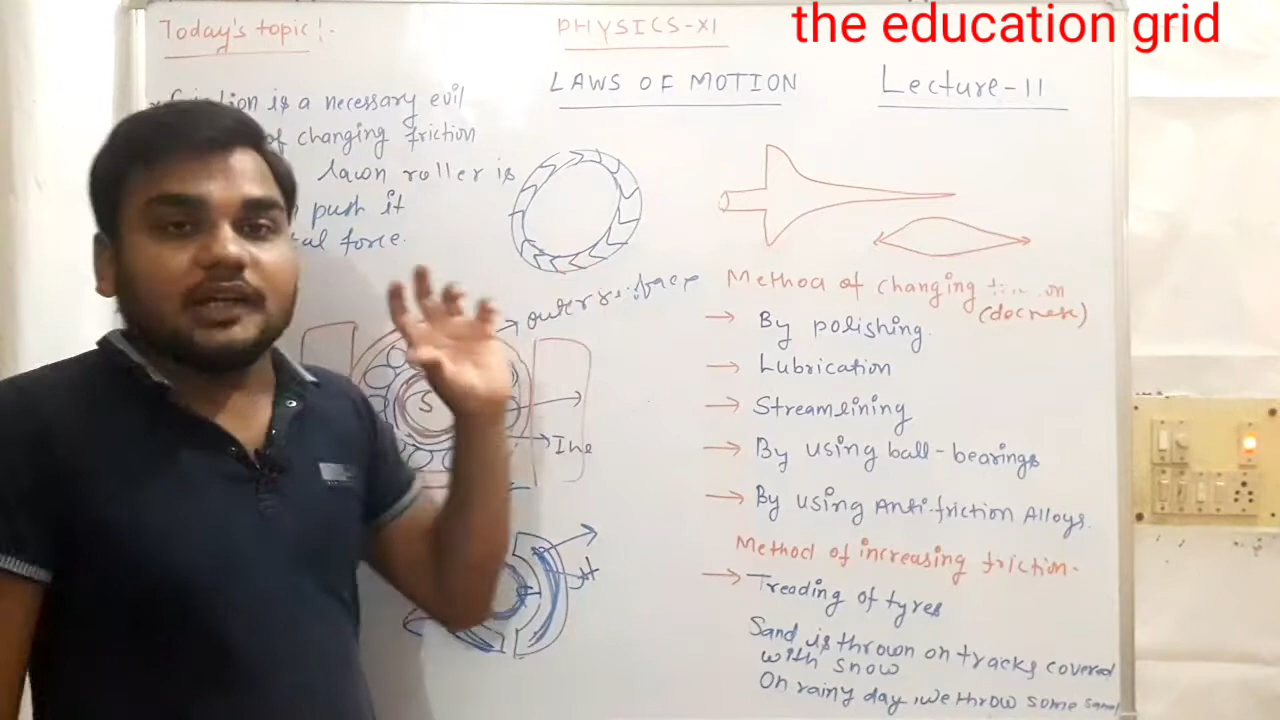 the education grid
Today's topic!-
PHYSICS-XI
LAWS OF MOTION
Lecture-11
is a necessary evil
of changing friction
lawn roller is
push it
force.
outer
S
Ine
Method of changing
(decrease)
→ By polishing.
→ Lubrication
→ Streamlining
→ By using ball-bearings
→ By using Anti-friction Alloys.
Method of increasing friction-
→ Treading of tyres
Sand is thrown on tracks covered
with snow
On rainy day, we throw some sand